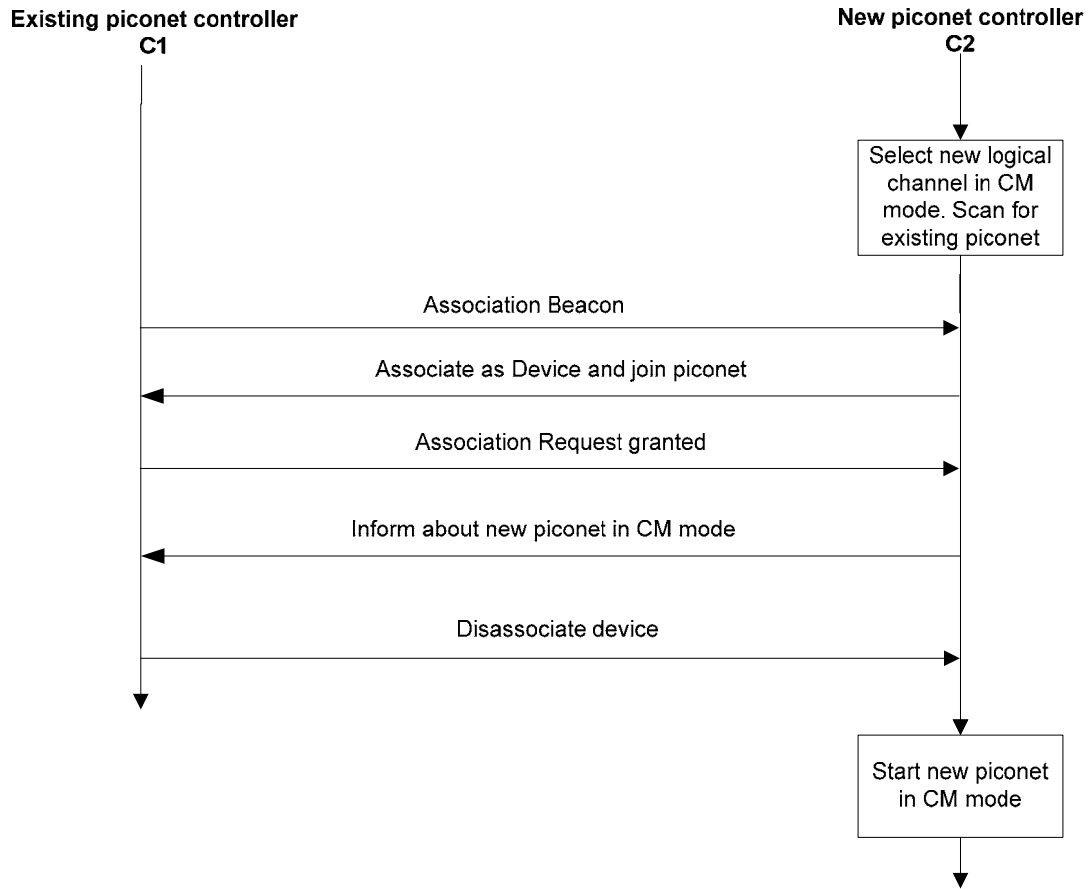 Existing piconet controller
C1
New piconet controller
C2
Select new logical
channel in CM
mode. Scan for
existing piconet
Association Beacon
Associate as Device and join piconet
Association Request granted
Inform about new piconet in CM mode
Disassociate device
Start new piconet
in CM mode